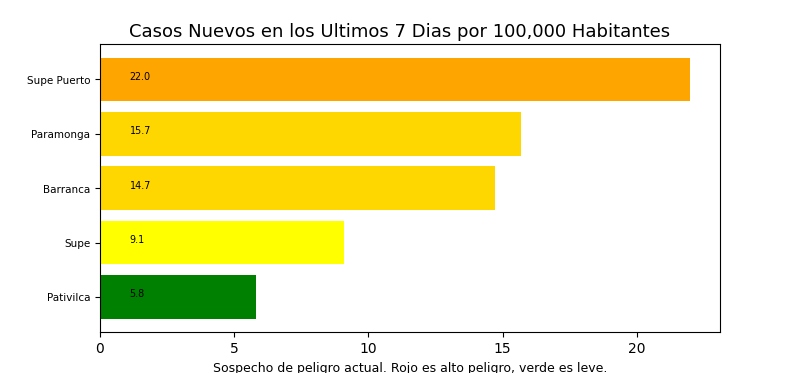 Casos Nuevos en los Ultimos 7 Dias por 100,000 Habitantes
Supe Puerto
22.0
Paramonga
15.7
Barranca
14.7
Supe
9.1
Pativilca
5.8
0 5 10 15 20
Sospecho de peligro actual. Rojo es alto peligro, verde es leve.